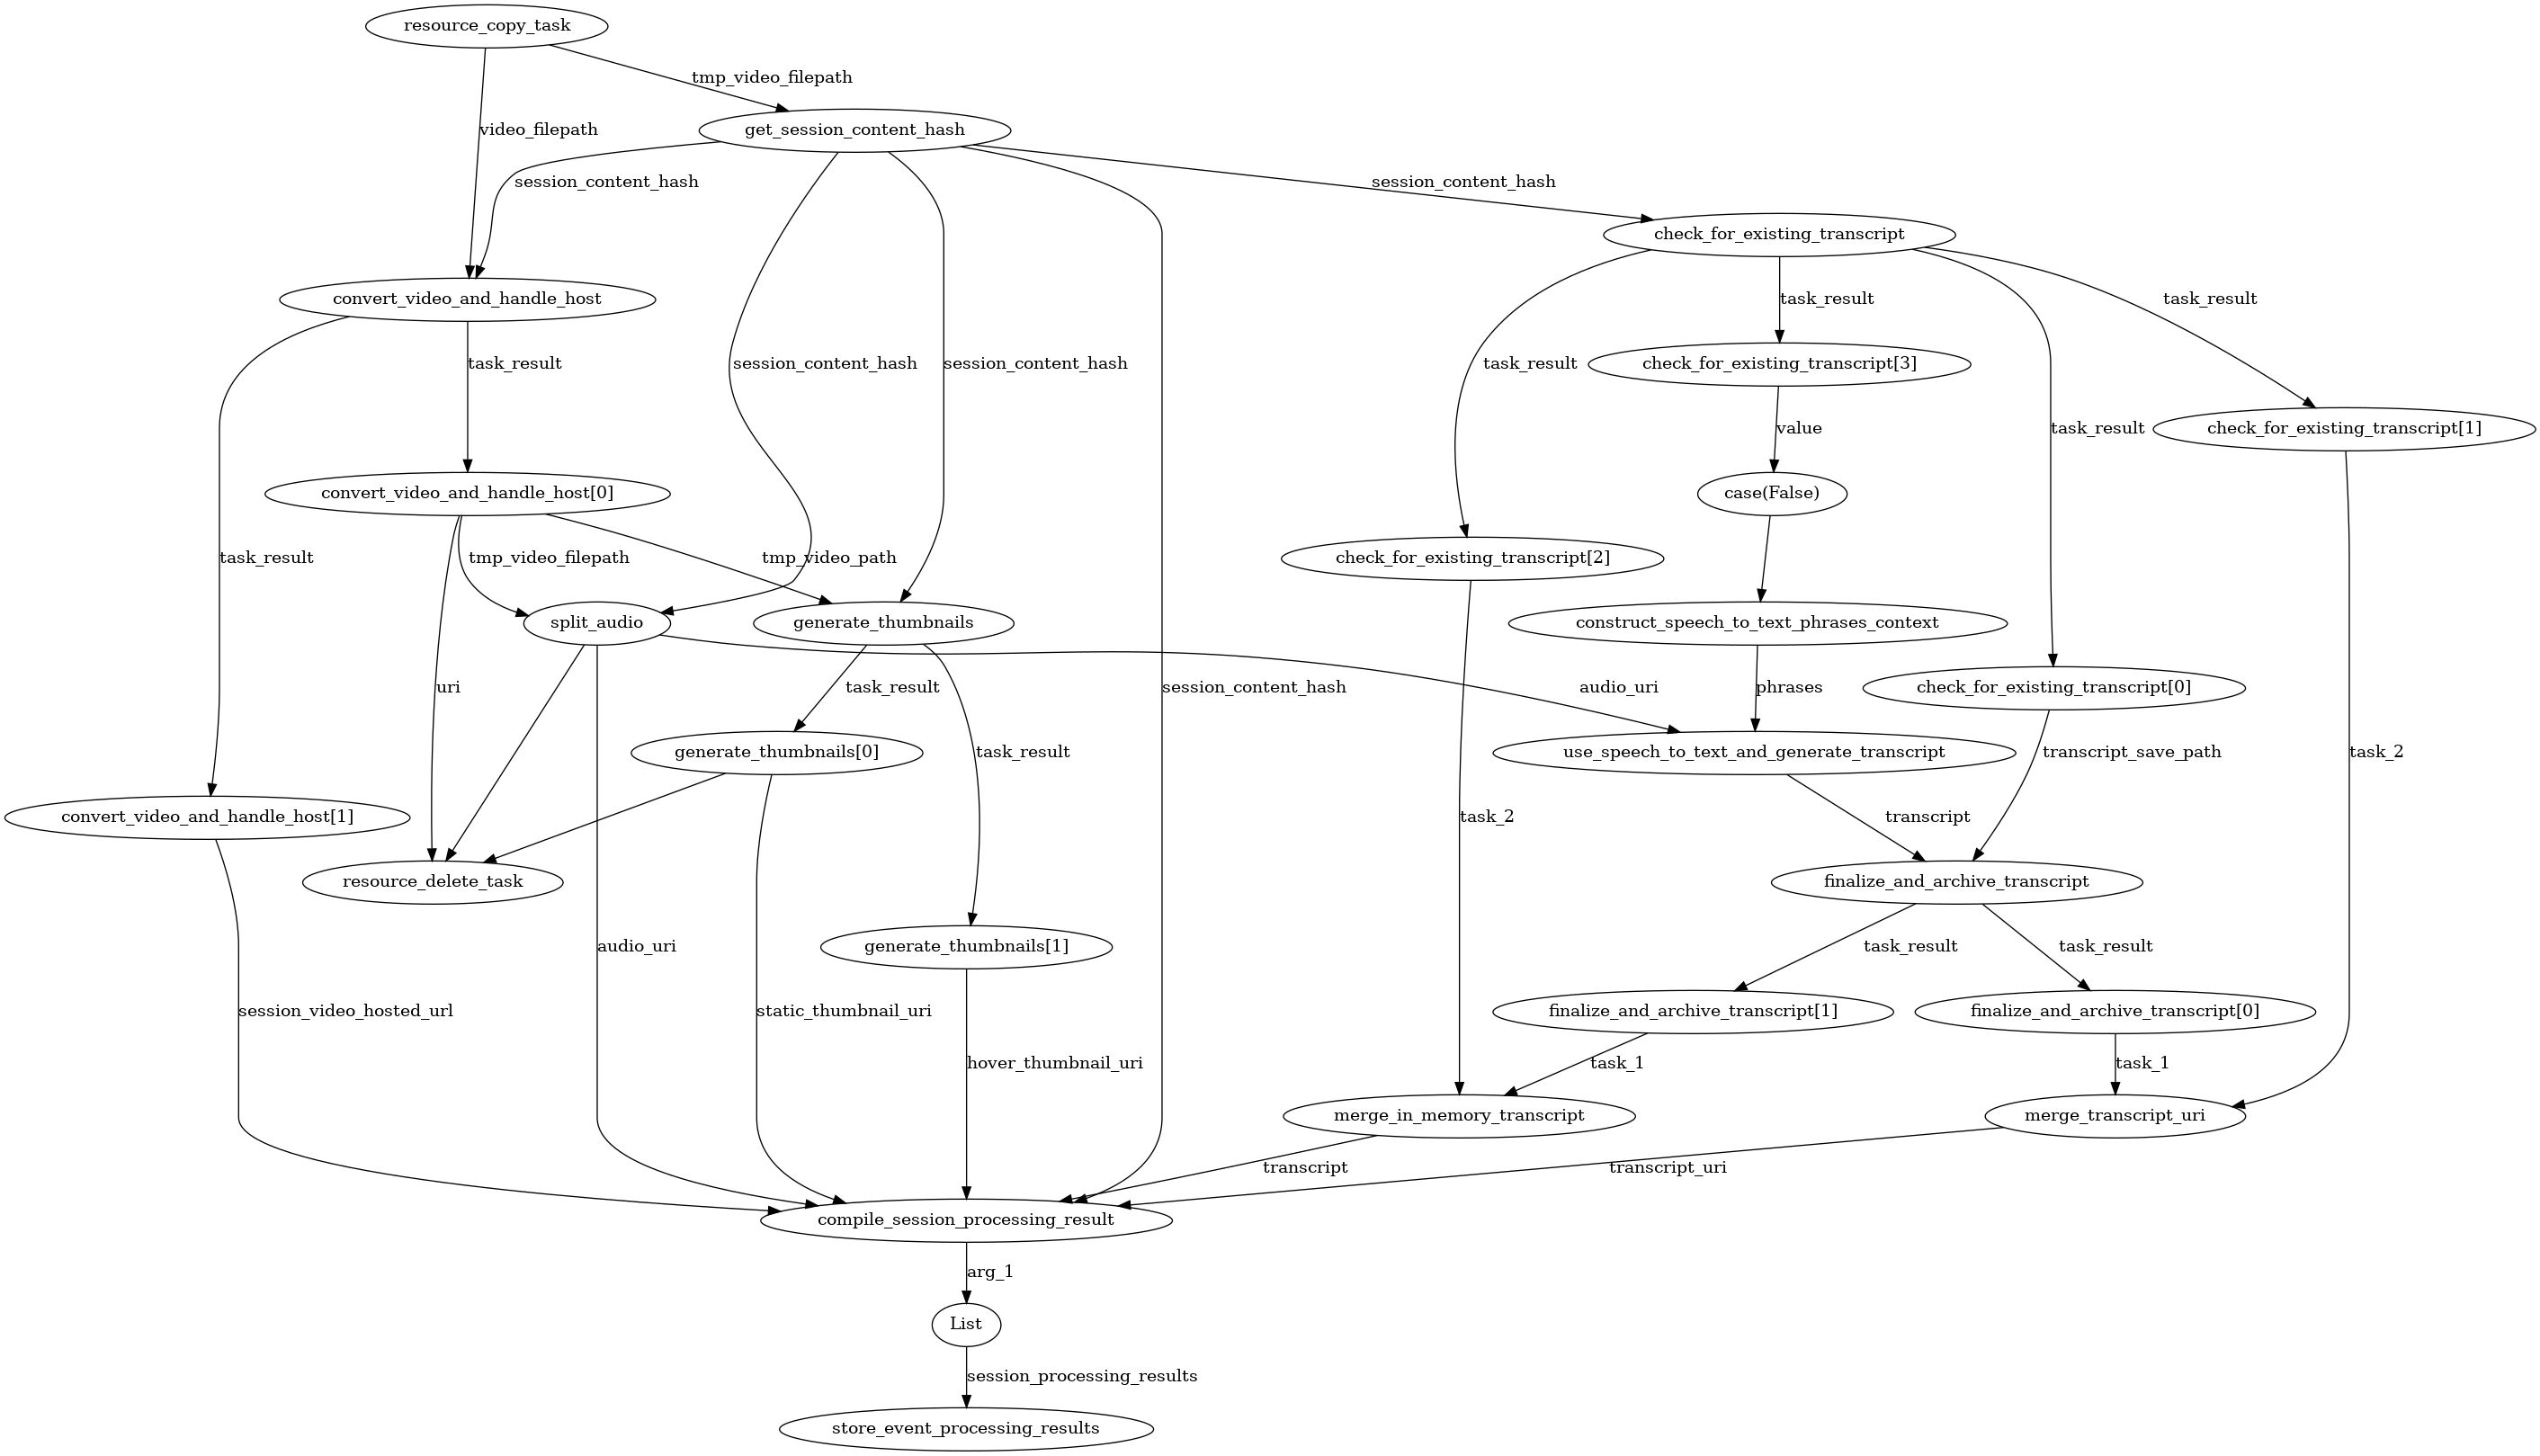 resource_copy_task
tmp_video_filepath
video_filepath
get_session_content_hash
session_content_hash
session_content_hash
check_for_existing_transcript
convert_video_and_handle_host
task_result
task_result
task_result
session_content_hash
session_content_hash
check_for_existing_transcript[3]
task_result
check_for_existing_transcript[1]
value
task_result
convert_video_and_handle_host[0]
case(False)
task_result
tmp_video_filepath
tmp_video_path
check_for_existing_transcript[2]
split_audio
generate_thumbnails
construct_speech_to_text_phrases_context
uri
task_result
session_content_hash
audio_uri
phrases
check_for_existing_transcript[0]
generate_thumbnails[0]
task_result
use_speech_to_text_and_generate_transcript
transcript_save_path
task_2
convert_video_and_handle_host[1]
task_2
transcript
resource_delete_task
finalize_and_archive_transcript
audio_uri
generate_thumbnails[1]
task_result
task_result
session_video_hosted_url
static_thumbnail_uri
finalize_and_archive_transcript[1]
finalize_and_archive_transcript[0]
hover_thumbnail_uri
task_1
task_1
merge_in_memory_transcript
merge_transcript_uri
transcript
transcript_uri
compile_session_processing_result
arg_1
List
session_processing_results
store_event_processing_results